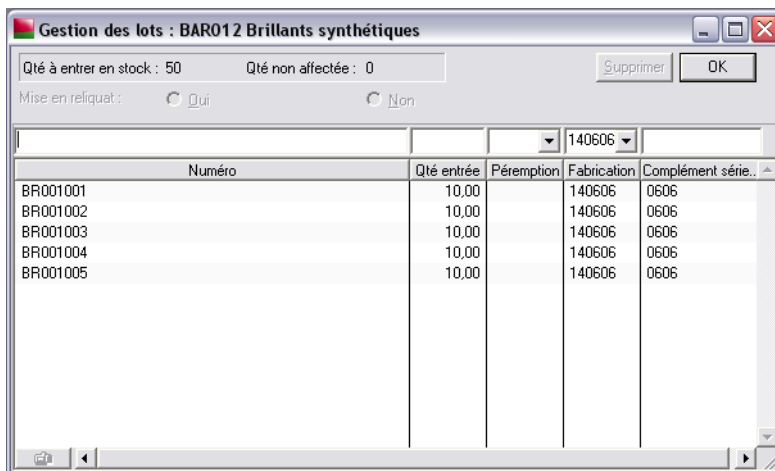 Gestion des lots : BAR012 Brillants synthétiques
Qté à entrer en stock : 50 Qté non affectée : 0 Supprimer OK
Mise en reliquat : Oui Non
140606
Numéro Qté entrée Péremption Fabrication Complément série..
BR001001 10,00 140606 0606
BR001002 10,00 140606 0606
BR001003 10,00 140606 0606
BR001004 10,00 140606 0606
BR001005 10,00 140606 0606